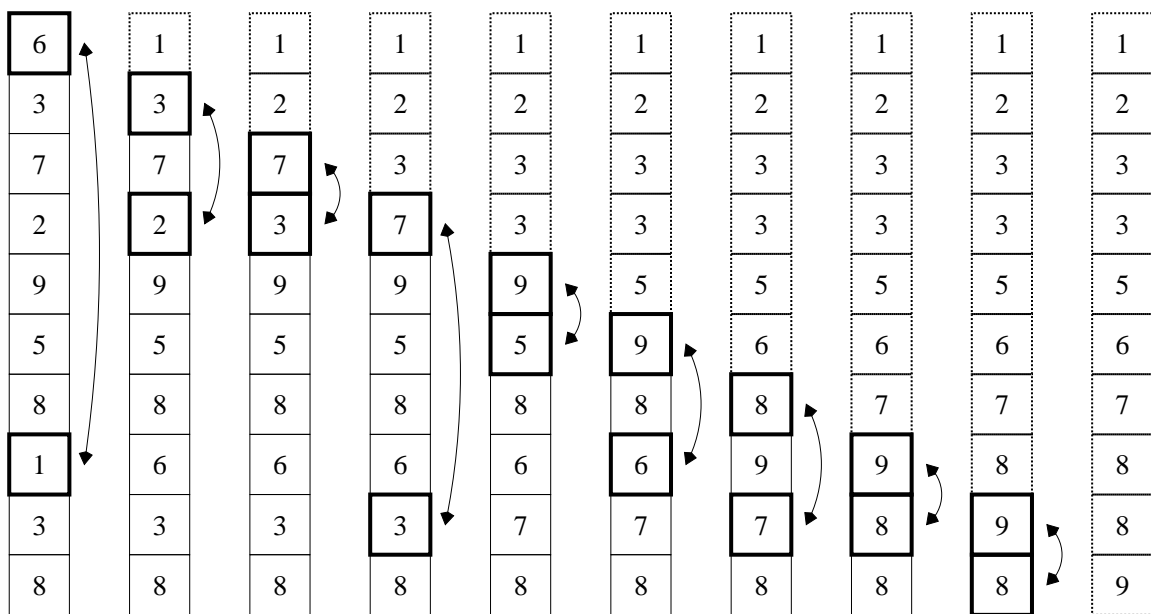 6 1 1 1 1 1 1 1 1 1
3 3 2 2 2 2 2 2 2 2
7 7 7 3 3 3 3 3 3 3
2 2 3 7 3 3 3 3 3 3
9 9 9 9 9 5 5 5 5 5
5 5 5 5 5 9 6 6 6 6
8 8 8 8 8 8 8 7 7 7
1 6 6 6 6 6 9 9 8 8
3 3 3 3 7 7 7 8 9 8
8 8 8 8 8 8 8 8 8 9